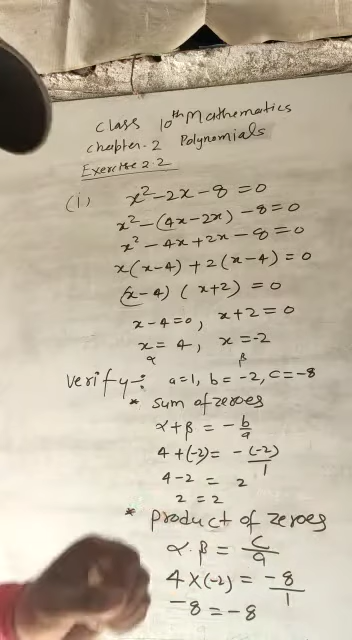 Class 10th Mathematics
chapter-2 Polynomials
Exercise 2.2
(i) x²-2x-8=0
x²-(4x-2x)-8=0
x²-4x+2x-8=0
x(x-4)+2(x-4)=0
(x-4) (x+2)=0
x-4=0, x+2=0
x=4, x=-2
α β
Verify-: a=1, b=-2, c=-8
* Sum of zeroes
α+β = -b/a
4+(-2)= -(-2)/1
4-2 = 2
2=2
* product of zeroes
α.β = c/a
4×(-2) = -8/1
-8=-8